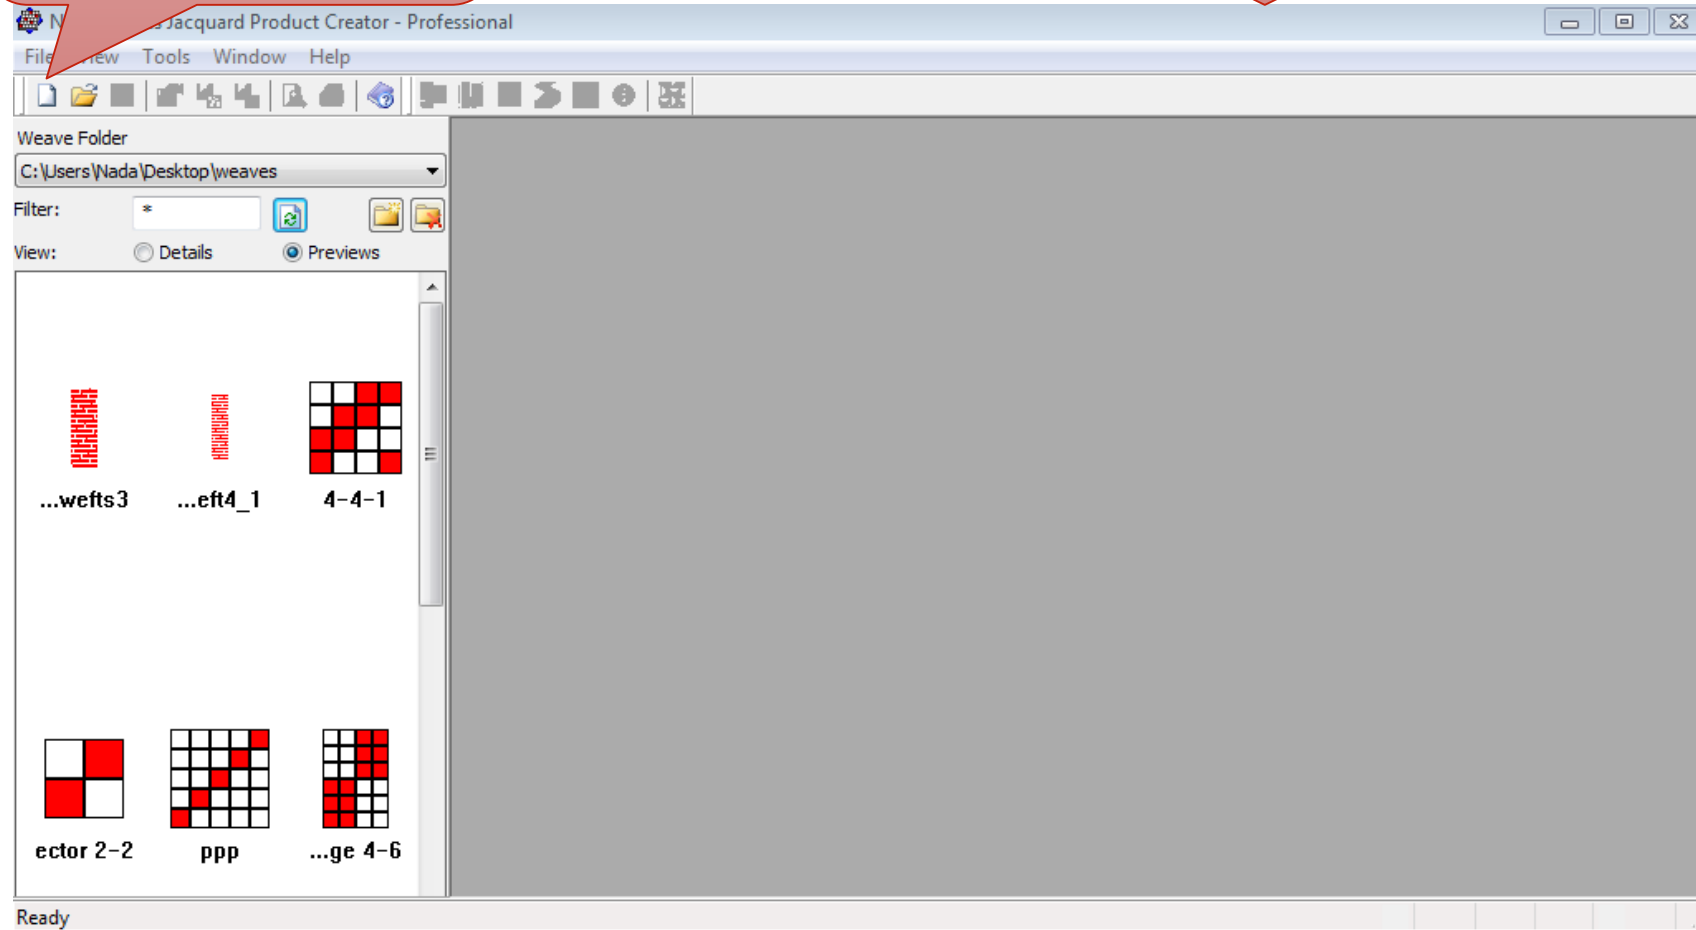 Jacquard Product Creator - Professional
File View Tools Window Help
Weave Folder
C:\Users\Nada\Desktop\weaves
Filter: *
View: Details Previews
...wefts3 ...eft4_1 4-4-1
ector 2-2 ppp ...ge 4-6
Ready